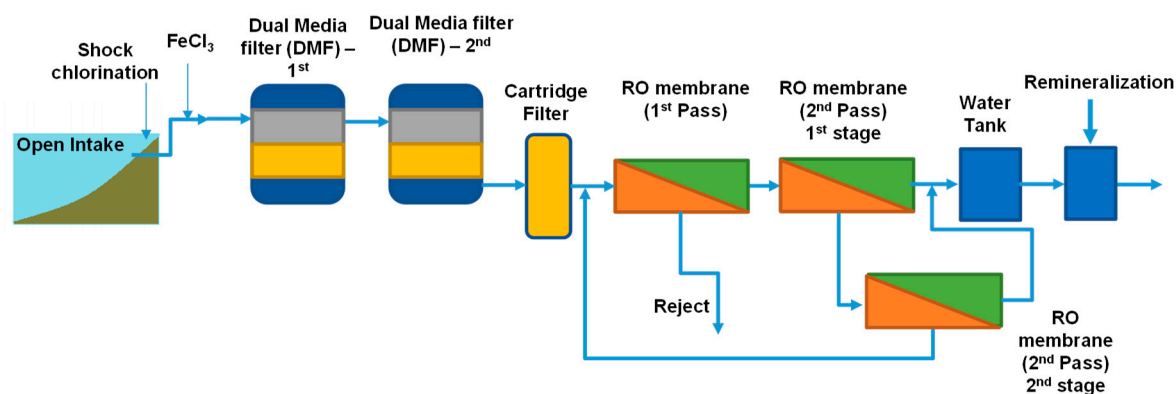 Shock
chlorination
FeCl₃
Dual Media
filter (DMF) –
1ˢᵗ
Dual Media filter
(DMF) – 2ⁿᵈ
Open Intake
Cartridge
Filter
RO membrane
(1ˢᵗ Pass)
RO membrane
(2ⁿᵈ Pass)
1ˢᵗ stage
Water
Tank
Remineralization
Reject
RO
membrane
(2ⁿᵈ Pass)
2ⁿᵈ stage